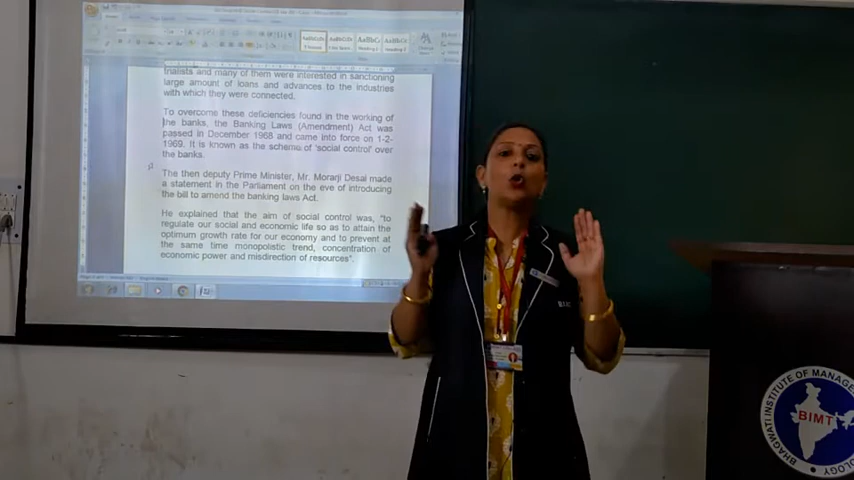 trialists and many of them were interested in sanctioning
large amount of loans and advances to the industries
with which they were connected.
To overcome these deficiencies found in the working of
the banks, the Banking Laws (Amendment) Act was
passed in December 1968 and came into force on 1-2-
1969. It is known as the scheme of 'social control' over
the banks.
The then deputy Prime Minister, Mr. Morarji Desai made
a statement in the Parliament on the eve of introducing
the bill to amend the banking laws Act.
He explained that the aim of social control was, "to
regulate our social and economic life so as to attain the
optimum growth rate for our economy and to prevent at
the same time monopolistic trend, concentration of
economic power and misdirection of resources".
BHARAT INSTITUTE OF MANAGE
BIMT